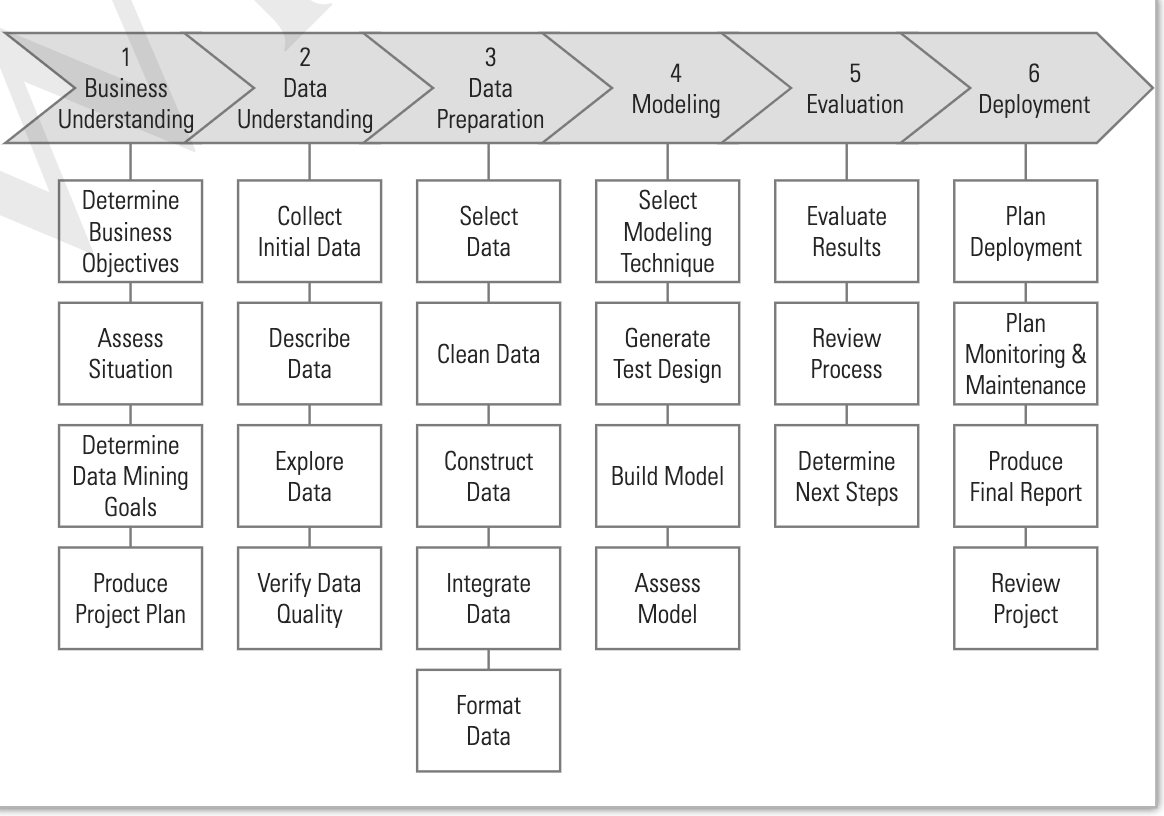 1
Business
Understanding
2
Data
Understanding
3
Data
Preparation
4
Modeling
5
Evaluation
6
Deployment
Determine
Business
Objectives
Assess
Situation
Determine
Data Mining
Goals
Produce
Project Plan
Collect
Initial Data
Describe
Data
Explore
Data
Verify Data
Quality
Select
Data
Clean Data
Construct
Data
Integrate
Data
Format
Data
Select
Modeling
Technique
Generate
Test Design
Build Model
Assess
Model
Evaluate
Results
Review
Process
Determine
Next Steps
Plan
Deployment
Plan
Monitoring &
Maintenance
Produce
Final Report
Review
Project